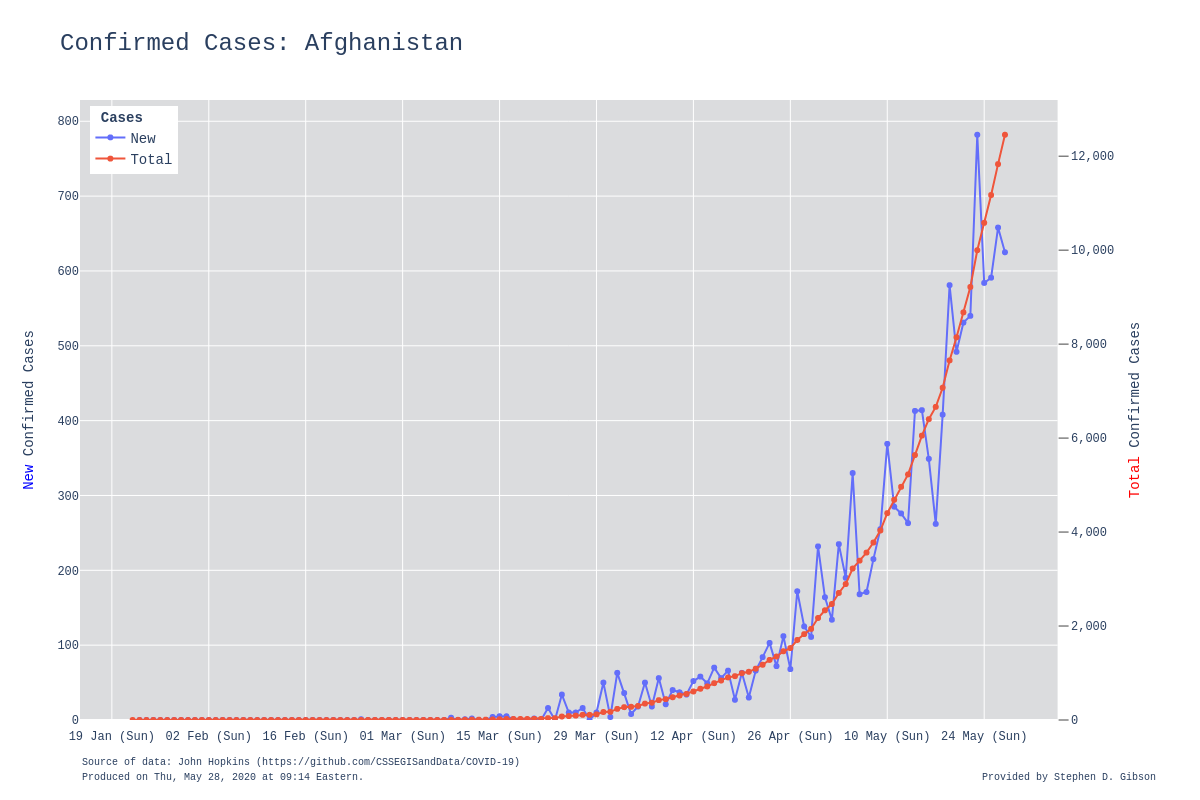 Confirmed Cases: Afghanistan
Cases
New
Total
800
700
600
500
400
300
200
100
0
New Confirmed Cases
12,000
10,000
8,000
6,000
4,000
2,000
0
Total Confirmed Cases
19 Jan (Sun) 02 Feb (Sun) 16 Feb (Sun) 01 Mar (Sun) 15 Mar (Sun) 29 Mar (Sun) 12 Apr (Sun) 26 Apr (Sun) 10 May (Sun) 24 May (Sun)
Source of data: John Hopkins (https://github.com/CSSEGISandData/COVID-19)
Produced on Thu, May 28, 2020 at 09:14 Eastern.
Provided by Stephen D. Gibson